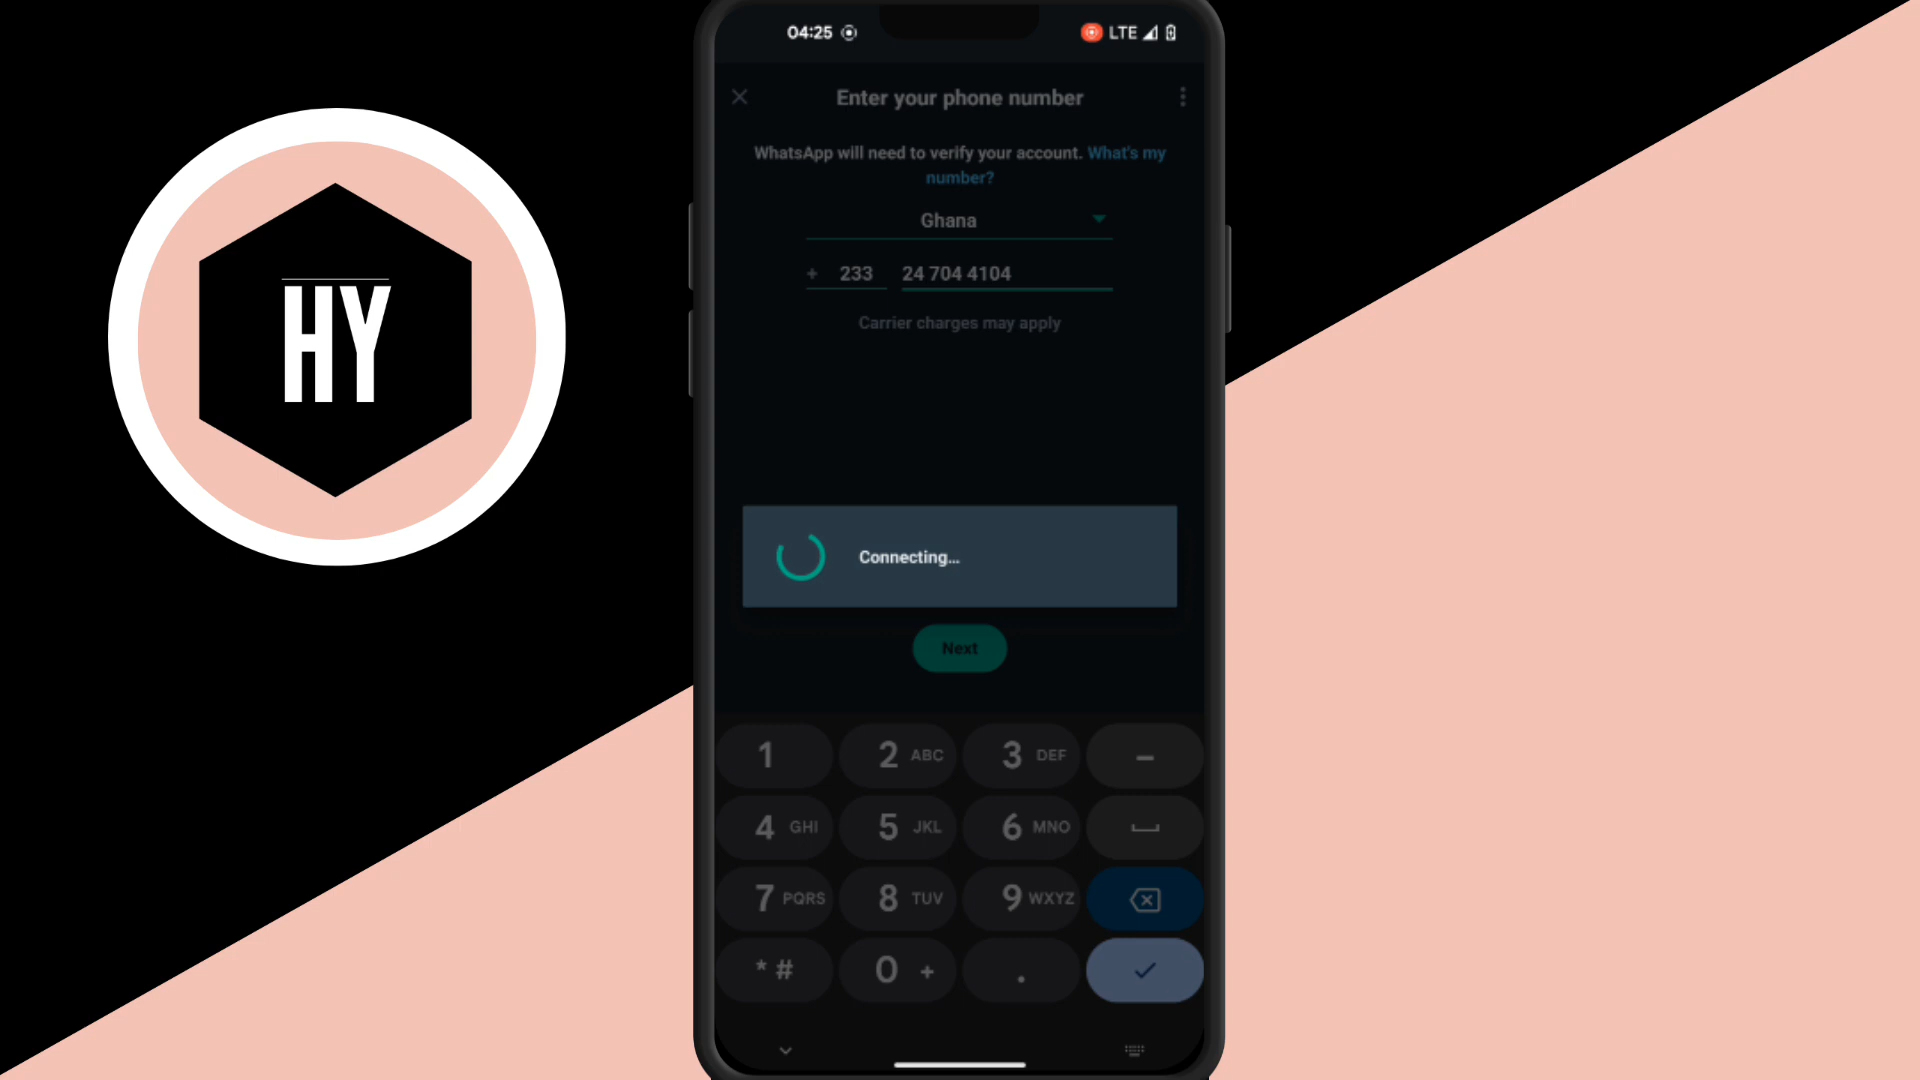 HY
04:25
LTE
Enter your phone number
WhatsApp will need to verify your account. What's my
number?
Ghana
+ 233 24 704 4104
Carrier charges may apply
Connecting...
Next
1 2 ABC 3 DEF –
4 GHI 5 JKL 6 MNO
7 PQRS 8 TUV 9 WXYZ
* # 0 + .